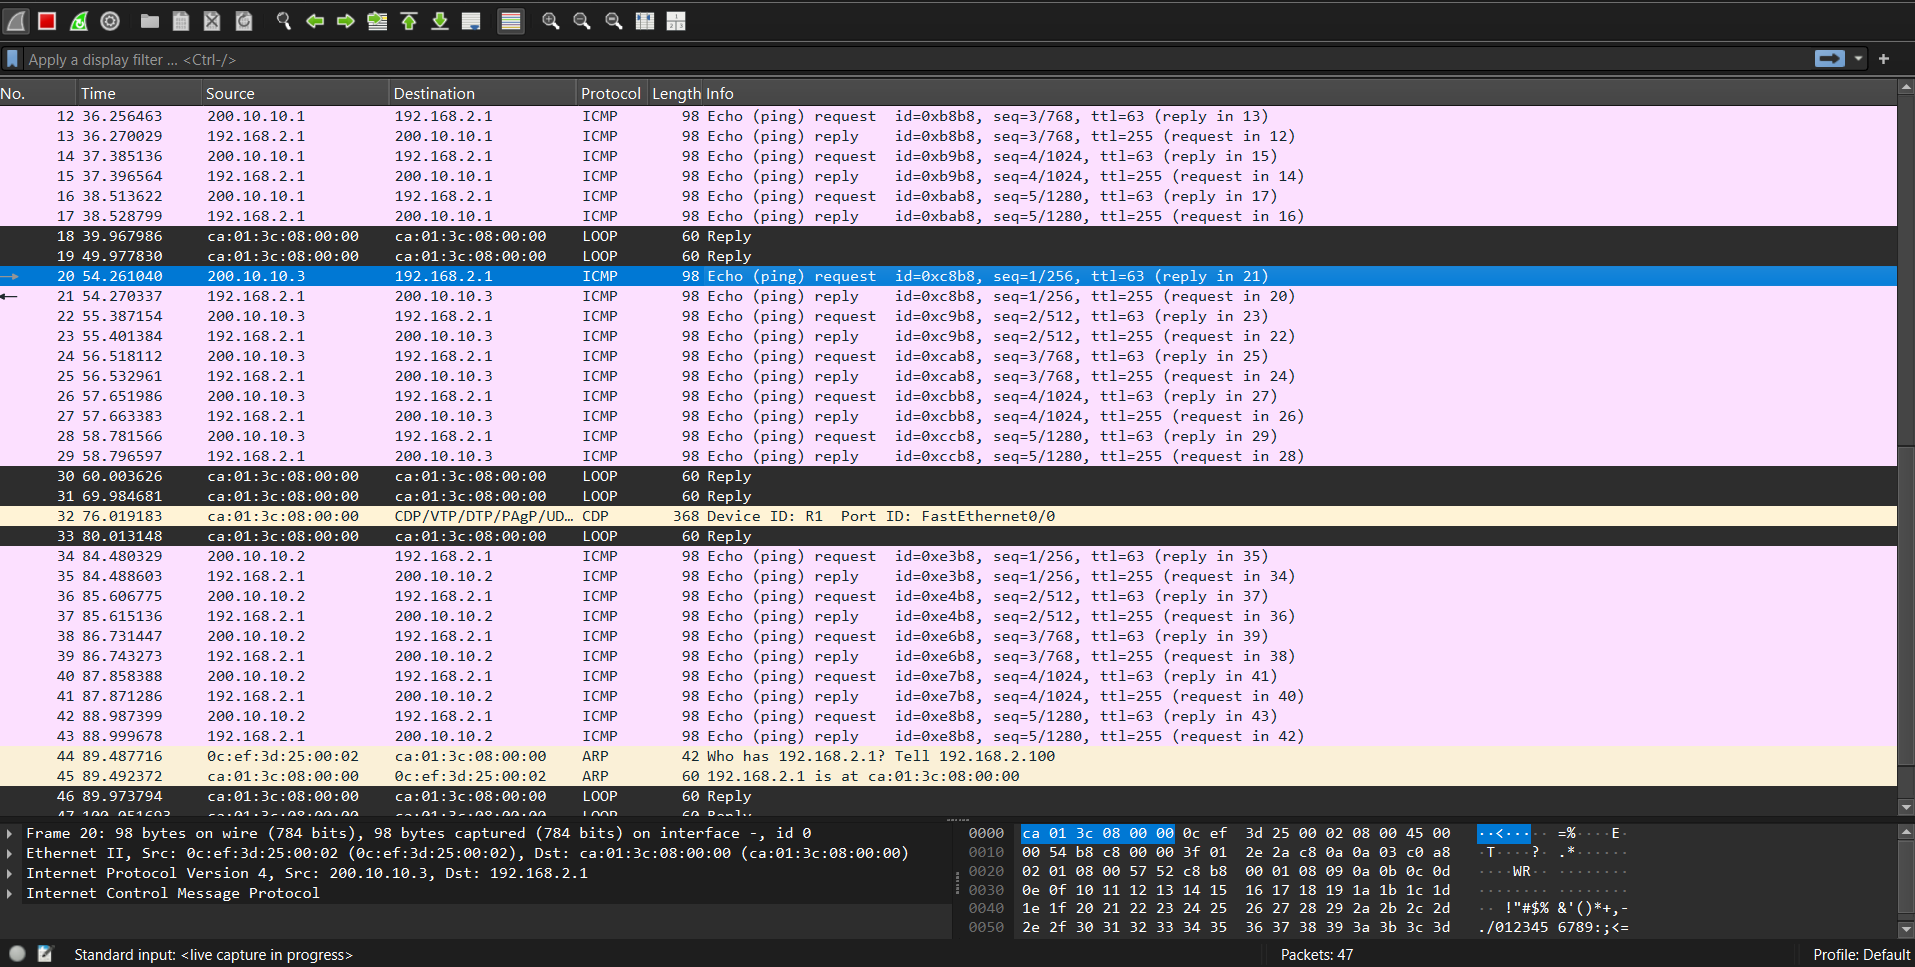 Apply a display filter ... <Ctrl-/>
No. Time Source Destination Protocol Length Info
12 36.256463 200.10.10.1 192.168.2.1 ICMP 98 Echo (ping) request id=0xb8b8, seq=3/768, ttl=63 (reply in 13)
13 36.270029 192.168.2.1 200.10.10.1 ICMP 98 Echo (ping) reply id=0xb8b8, seq=3/768, ttl=255 (request in 12)
14 37.385136 200.10.10.1 192.168.2.1 ICMP 98 Echo (ping) request id=0xb9b8, seq=4/1024, ttl=63 (reply in 15)
15 37.396564 192.168.2.1 200.10.10.1 ICMP 98 Echo (ping) reply id=0xb9b8, seq=4/1024, ttl=255 (request in 14)
16 38.513622 200.10.10.1 192.168.2.1 ICMP 98 Echo (ping) request id=0xbab8, seq=5/1280, ttl=63 (reply in 17)
17 38.528799 192.168.2.1 200.10.10.1 ICMP 98 Echo (ping) reply id=0xbab8, seq=5/1280, ttl=255 (request in 16)
18 39.967986 ca:01:3c:08:00:00 ca:01:3c:08:00:00 LOOP 60 Reply
19 49.977830 ca:01:3c:08:00:00 ca:01:3c:08:00:00 LOOP 60 Reply
20 54.261040 200.10.10.3 192.168.2.1 ICMP 98 Echo (ping) request id=0xc8b8, seq=1/256, ttl=63 (reply in 21)
21 54.270337 192.168.2.1 200.10.10.3 ICMP 98 Echo (ping) reply id=0xc8b8, seq=1/256, ttl=255 (request in 20)
22 55.387154 200.10.10.3 192.168.2.1 ICMP 98 Echo (ping) request id=0xc9b8, seq=2/512, ttl=63 (reply in 23)
23 55.401384 192.168.2.1 200.10.10.3 ICMP 98 Echo (ping) reply id=0xc9b8, seq=2/512, ttl=255 (request in 22)
24 56.518112 200.10.10.3 192.168.2.1 ICMP 98 Echo (ping) request id=0xcab8, seq=3/768, ttl=63 (reply in 25)
25 56.532961 192.168.2.1 200.10.10.3 ICMP 98 Echo (ping) reply id=0xcab8, seq=3/768, ttl=255 (request in 24)
26 57.651986 200.10.10.3 192.168.2.1 ICMP 98 Echo (ping) request id=0xcbb8, seq=4/1024, ttl=63 (reply in 27)
27 57.663383 192.168.2.1 200.10.10.3 ICMP 98 Echo (ping) reply id=0xcbb8, seq=4/1024, ttl=255 (request in 26)
28 58.781566 200.10.10.3 192.168.2.1 ICMP 98 Echo (ping) request id=0xccb8, seq=5/1280, ttl=63 (reply in 29)
29 58.796597 192.168.2.1 200.10.10.3 ICMP 98 Echo (ping) reply id=0xccb8, seq=5/1280, ttl=255 (request in 28)
30 60.003626 ca:01:3c:08:00:00 ca:01:3c:08:00:00 LOOP 60 Reply
31 69.984681 ca:01:3c:08:00:00 ca:01:3c:08:00:00 LOOP 60 Reply
32 76.019183 ca:01:3c:08:00:00 CDP/VTP/DTP/PAgP/UD... CDP 368 Device ID: R1 Port ID: FastEthernet0/0
33 80.013148 ca:01:3c:08:00:00 ca:01:3c:08:00:00 LOOP 60 Reply
34 84.480329 200.10.10.2 192.168.2.1 ICMP 98 Echo (ping) request id=0xe3b8, seq=1/256, ttl=63 (reply in 35)
35 84.488603 192.168.2.1 200.10.10.2 ICMP 98 Echo (ping) reply id=0xe3b8, seq=1/256, ttl=255 (request in 34)
36 85.606775 200.10.10.2 192.168.2.1 ICMP 98 Echo (ping) request id=0xe4b8, seq=2/512, ttl=63 (reply in 37)
37 85.615136 192.168.2.1 200.10.10.2 ICMP 98 Echo (ping) reply id=0xe4b8, seq=2/512, ttl=255 (request in 36)
38 86.731447 200.10.10.2 192.168.2.1 ICMP 98 Echo (ping) request id=0xe6b8, seq=3/768, ttl=63 (reply in 39)
39 86.743273 192.168.2.1 200.10.10.2 ICMP 98 Echo (ping) reply id=0xe6b8, seq=3/768, ttl=255 (request in 38)
40 87.858388 200.10.10.2 192.168.2.1 ICMP 98 Echo (ping) request id=0xe7b8, seq=4/1024, ttl=63 (reply in 41)
41 87.871286 192.168.2.1 200.10.10.2 ICMP 98 Echo (ping) reply id=0xe7b8, seq=4/1024, ttl=255 (request in 40)
42 88.987399 200.10.10.2 192.168.2.1 ICMP 98 Echo (ping) request id=0xe8b8, seq=5/1280, ttl=63 (reply in 43)
43 88.999678 192.168.2.1 200.10.10.2 ICMP 98 Echo (ping) reply id=0xe8b8, seq=5/1280, ttl=255 (request in 42)
44 89.487716 0c:ef:3d:25:00:02 ca:01:3c:08:00:00 ARP 42 Who has 192.168.2.1? Tell 192.168.2.100
45 89.492372 ca:01:3c:08:00:00 0c:ef:3d:25:00:02 ARP 60 192.168.2.1 is at ca:01:3c:08:00:00
46 89.973794 ca:01:3c:08:00:00 ca:01:3c:08:00:00 LOOP 60 Reply
Frame 20: 98 bytes on wire (784 bits), 98 bytes captured (784 bits) on interface -, id 0
Ethernet II, Src: 0c:ef:3d:25:00:02 (0c:ef:3d:25:00:02), Dst: ca:01:3c:08:00:00 (ca:01:3c:08:00:00)
Internet Protocol Version 4, Src: 200.10.10.3, Dst: 192.168.2.1
Internet Control Message Protocol
0000 ca 01 3c 08 00 00 0c ef 3d 25 00 02 08 00 45 00 ··<····· =%····E·
0010 00 54 b8 c8 00 00 3f 01 2e 2a c8 0a 0a 03 c0 a8 ·T····?· .*······
0020 02 01 08 00 57 52 c8 b8 00 01 08 09 0a 0b 0c 0d ····WR·· ········
0030 0e 0f 10 11 12 13 14 15 16 17 18 19 1a 1b 1c 1d ········ ········
0040 1e 1f 20 21 22 23 24 25 26 27 28 29 2a 2b 2c 2d ·· !"#$% &'()*+,-
0050 2e 2f 30 31 32 33 34 35 36 37 38 39 3a 3b 3c 3d ./012345 6789:;<=
Standard input: <live capture in progress>
Packets: 47
Profile: Default